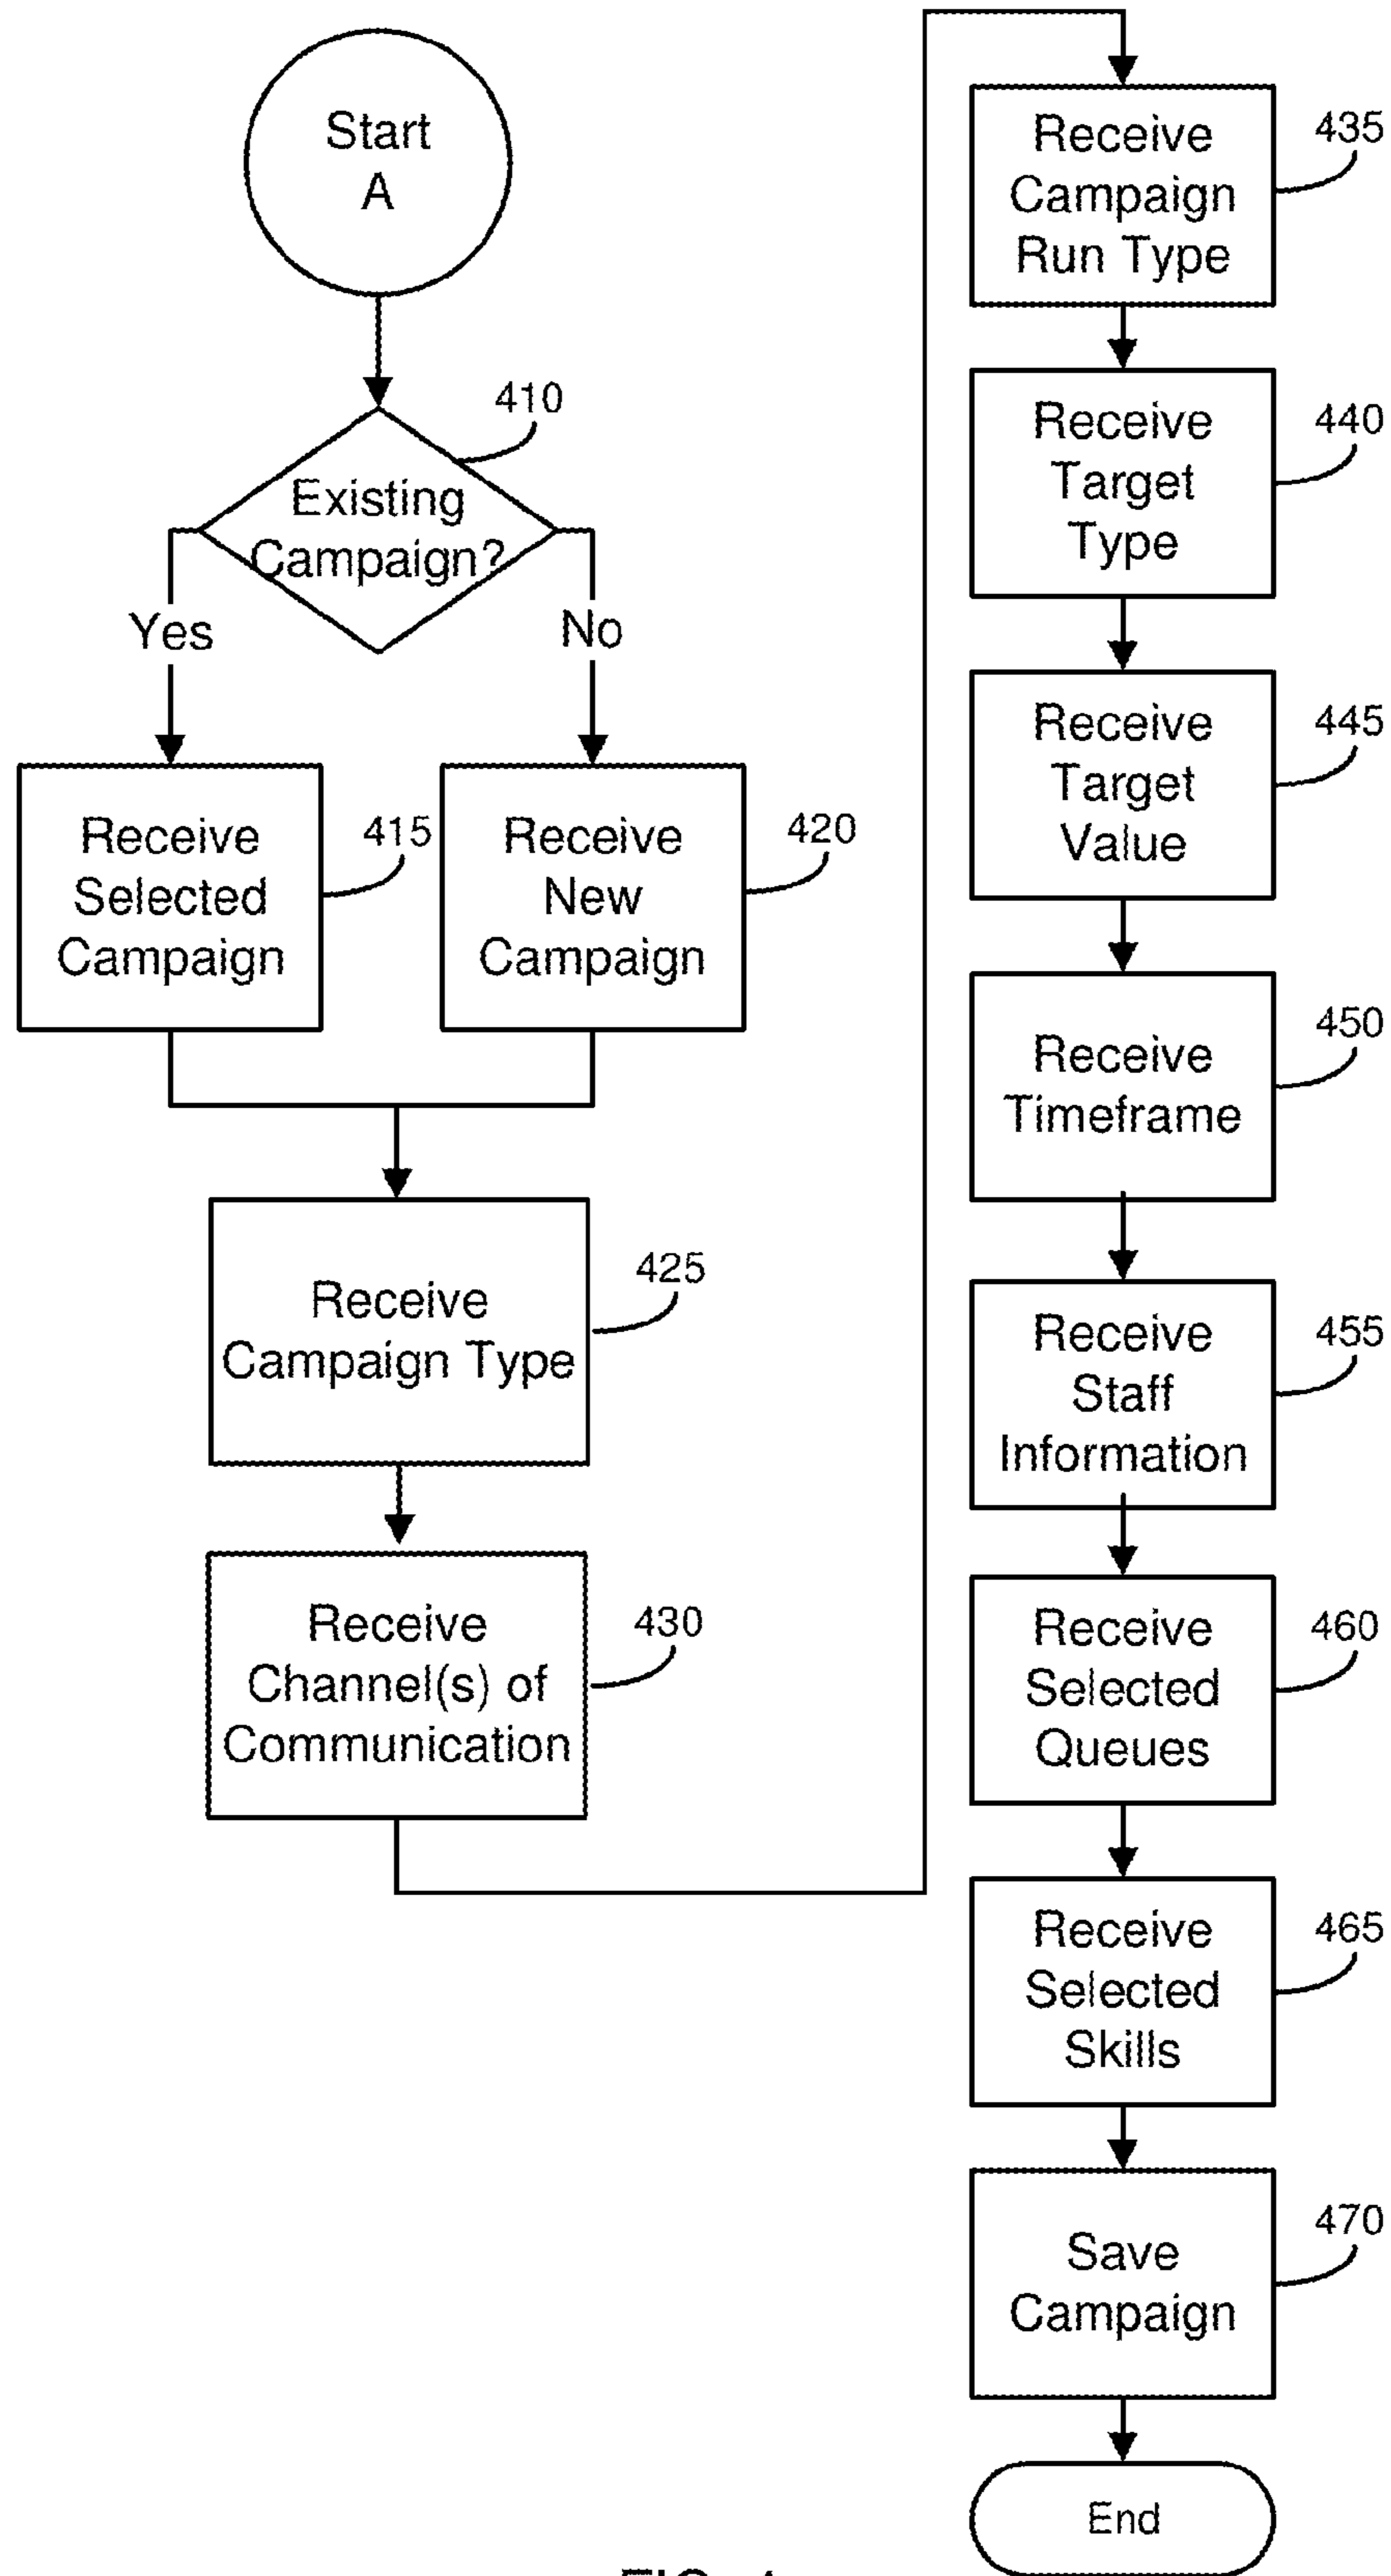 Start
A
410
Existing
Campaign?
Yes
No
Receive
Selected
Campaign
415
Receive
New
Campaign
420
Receive
Campaign Type
425
Receive
Channel(s) of
Communication
430
Receive
Campaign
Run Type
435
Receive
Target
Type
440
Receive
Target
Value
445
Receive
Timeframe
450
Receive
Staff
Information
455
Receive
Selected
Queues
460
Receive
Selected
Skills
465
Save
Campaign
470
End